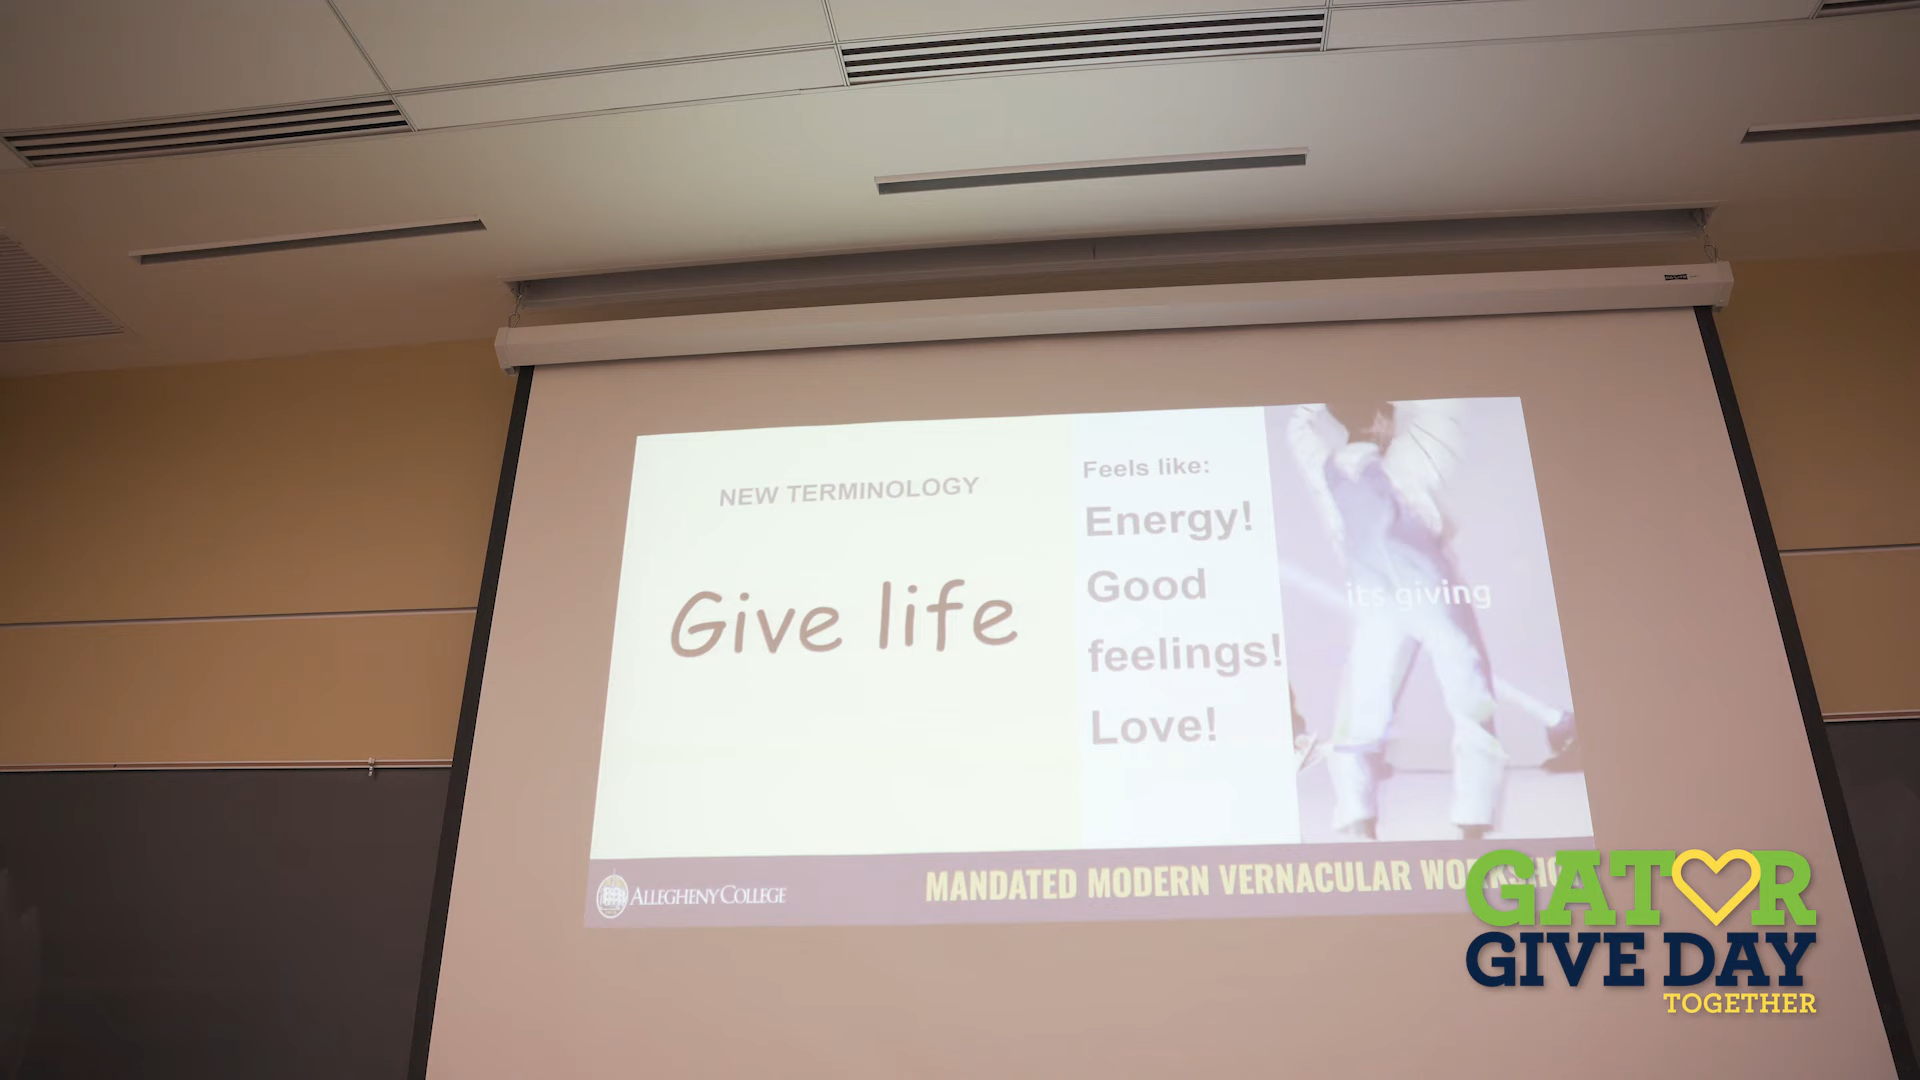 NEW TERMINOLOGY
Give life
Feels like:
Energy!
Good
feelings!
Love!
its giving
ALLEGHENY COLLEGE
MANDATED MODERN VERNACULAR WORKSHOP
GATOR
GIVE DAY
TOGETHER